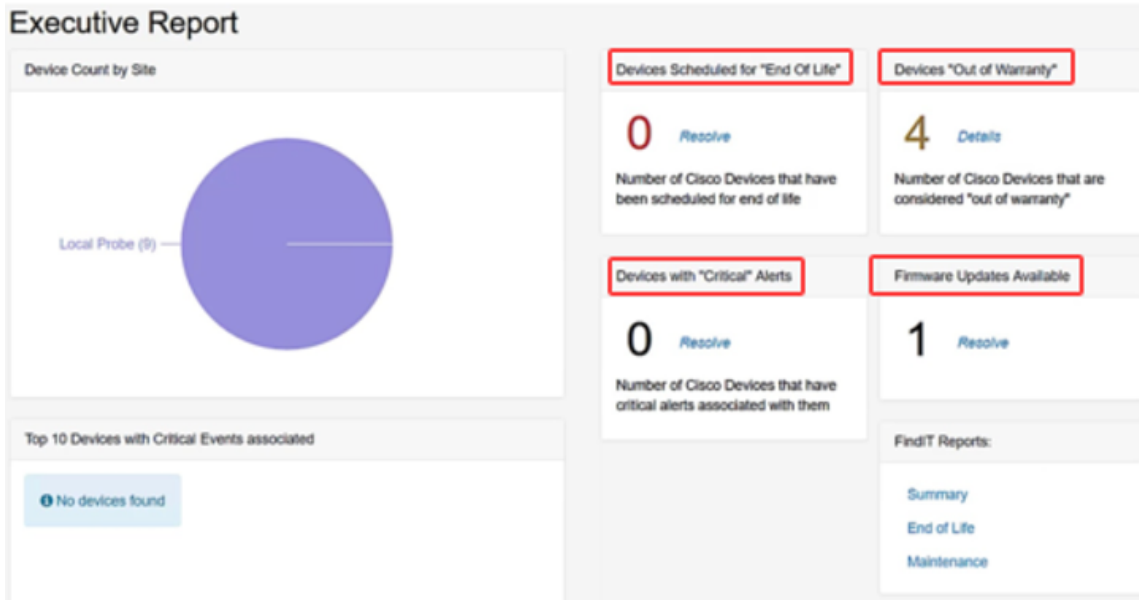 Executive Report
Device Count by Site
Local Probe (9)
Top 10 Devices with Critical Events associated
No devices found
Devices Scheduled for "End Of Life"
0 Resolve
Number of Cisco Devices that have
been scheduled for end of life
Devices "Out of Warranty"
4 Details
Number of Cisco Devices that are
considered "out of warranty"
Devices with "Critical" Alerts
0 Resolve
Number of Cisco Devices that have
critical alerts associated with them
Firmware Updates Available
1 Resolve
FindIT Reports:
Summary
End of Life
Maintenance